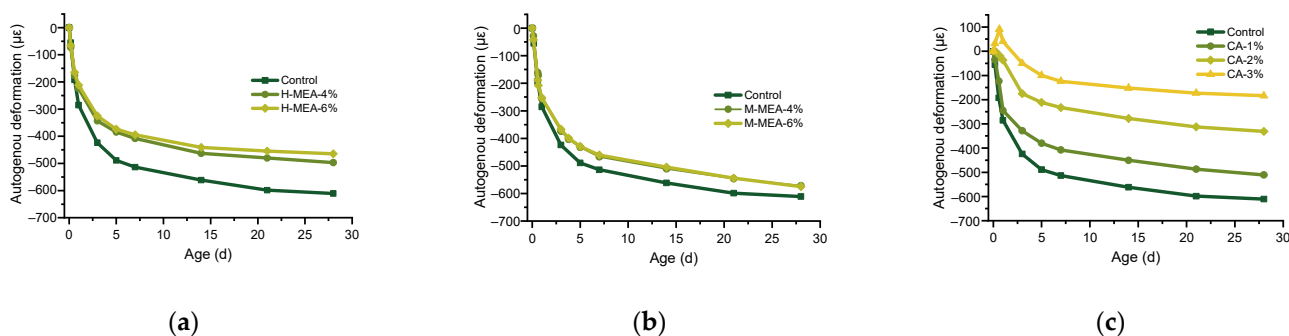 Autogenou deformation (με)
0
−100
−200
−300
−400
−500
−600
−700
Control
H-MEA-4%
H-MEA-6%
0 5 10 15 20 25 30
Age (d)
(a)
Autogenou deformation (με)
0
−100
−200
−300
−400
−500
−600
−700
Control
M-MEA-4%
M-MEA-6%
0 5 10 15 20 25 30
Age (d)
(b)
Autogenou deformation (με)
100
0
−100
−200
−300
−400
−500
−600
−700
Control
CA-1%
CA-2%
CA-3%
0 5 10 15 20 25 30
Age (d)
(c)